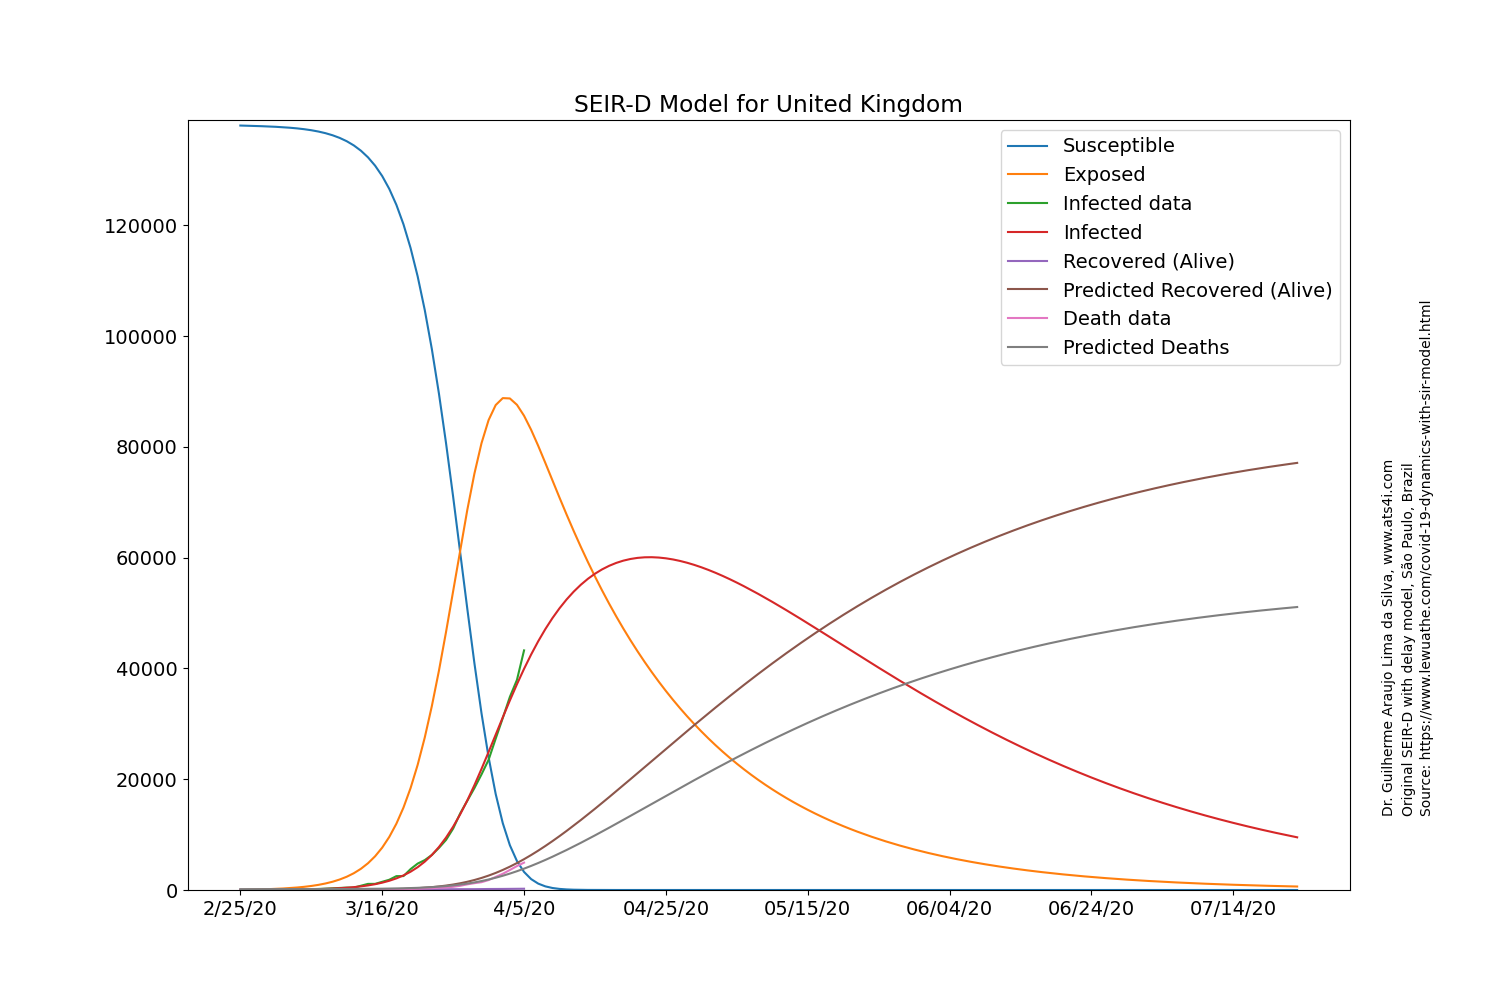 SEIR-D Model for United Kingdom
Susceptible
Exposed
Infected data
Infected
Recovered (Alive)
Predicted Recovered (Alive)
Death data
Predicted Deaths
120000
100000
80000
60000
40000
20000
0
2/25/20
3/16/20
4/5/20
04/25/20
05/15/20
06/04/20
06/24/20
07/14/20
Dr. Guilherme Araujo Lima da Silva, www.ats4i.com
Original SEIR-D with delay model, São Paulo, Brazil
Source: https://www.lewuathe.com/covid-19-dynamics-with-sir-model.html